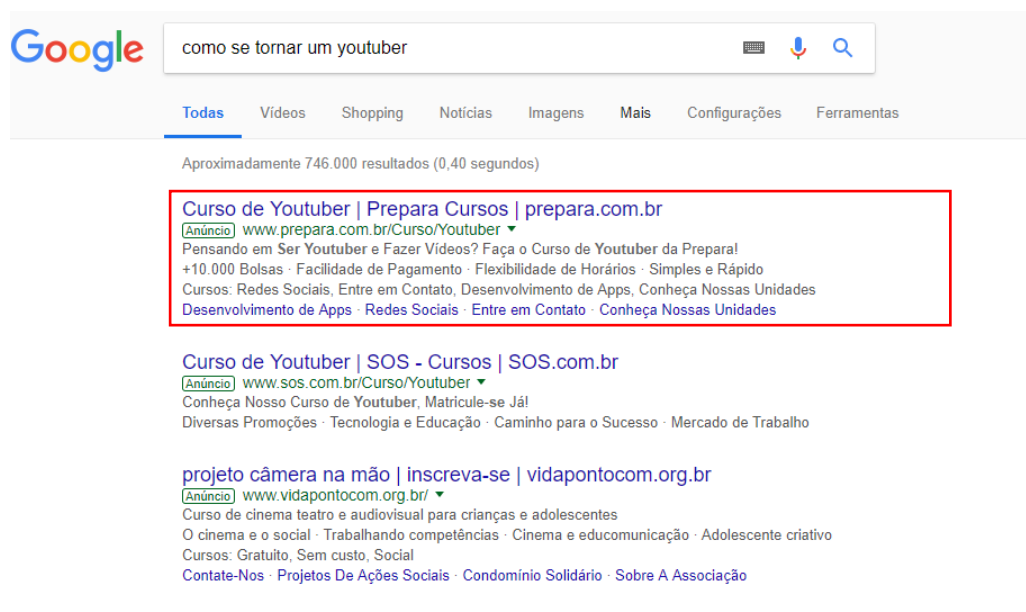 Google
como se tornar um youtuber
Todas Vídeos Shopping Notícias Imagens Mais Configurações Ferramentas
Aproximadamente 746.000 resultados (0,40 segundos)
Curso de Youtuber | Prepara Cursos | prepara.com.br
Anúncio www.prepara.com.br/Curso/Youtuber
Pensando em Ser Youtuber e Fazer Vídeos? Faça o Curso de Youtuber da Prepara!
+10.000 Bolsas · Facilidade de Pagamento · Flexibilidade de Horários · Simples e Rápido
Cursos: Redes Sociais, Entre em Contato, Desenvolvimento de Apps, Conheça Nossas Unidades
Desenvolvimento de Apps · Redes Sociais · Entre em Contato · Conheça Nossas Unidades
Curso de Youtuber | SOS - Cursos | SOS.com.br
Anúncio www.sos.com.br/Curso/Youtuber
Conheça Nosso Curso de Youtuber, Matricule-se Já!
Diversas Promoções · Tecnologia e Educação · Caminho para o Sucesso · Mercado de Trabalho
projeto câmera na mão | inscreva-se | vidapontocom.org.br
Anúncio www.vidapontocom.org.br/
Curso de cinema teatro e audiovisual para crianças e adolescentes
O cinema e o social · Trabalhando competências · Cinema e educomunicação · Adolescente criativo
Cursos: Gratuito, Sem custo, Social
Contate-Nos · Projetos De Ações Sociais · Condomínio Solidário · Sobre A Associação